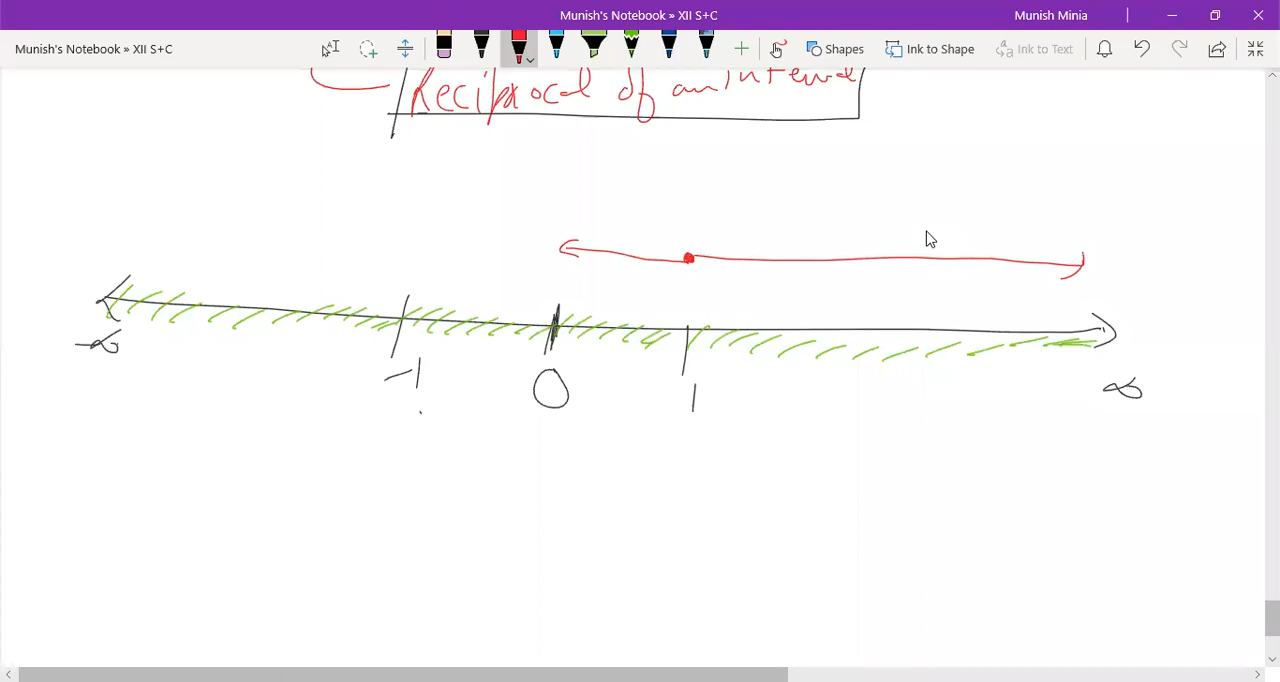 Munish's Notebook » XII S+C
Munish Minia
Munish's Notebook » XII S+C
Shapes
Ink to Shape
Ink to Text
Reciprocal of an interval
-∞ -1 0 1 ∞